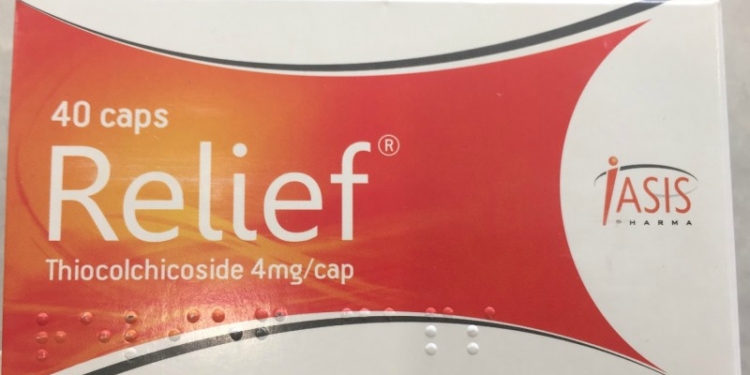 40 caps
Relief®
Thiocolchicoside 4mg/cap
iASIS
PHARMA